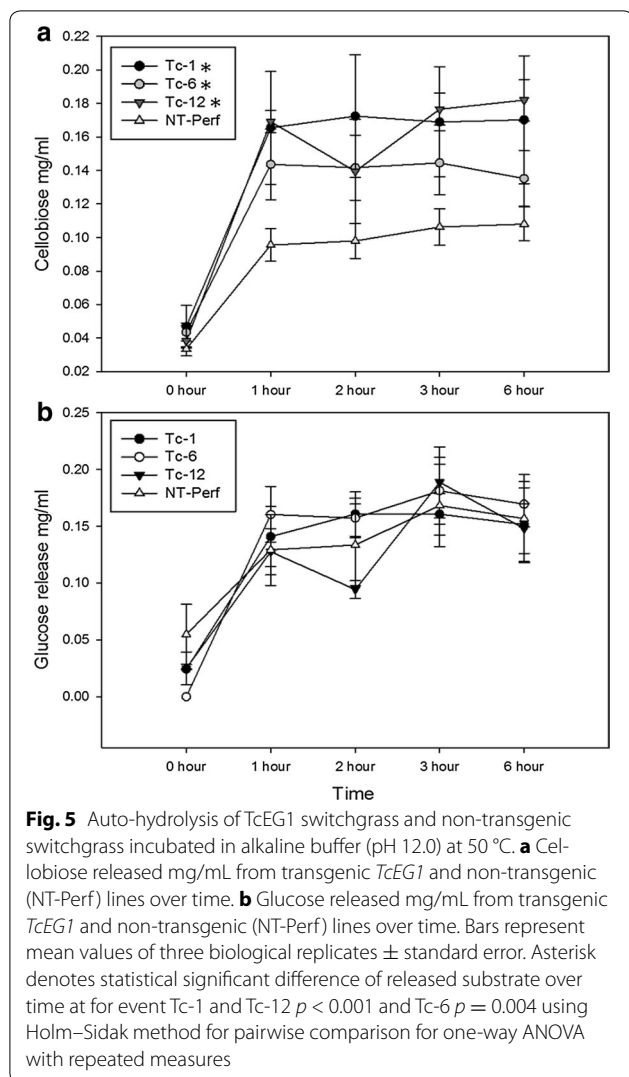 a
0.22
0.20
0.18
0.16
0.14
0.12
0.10
0.08
0.06
0.04
0.02
Cellobiose mg/ml
Tc-1 *
Tc-6 *
Tc-12 *
NT-Perf
0 hour 1 hour 2 hour 3 hour 6 hour
b
0.25
0.20
0.15
0.10
0.05
0.00
Glucose release mg/ml
Tc-1
Tc-6
Tc-12
NT-Perf
0 hour 1 hour 2 hour 3 hour 6 hour
Time
Fig. 5 Auto-hydrolysis of TcEG1 switchgrass and non-transgenic
switchgrass incubated in alkaline buffer (pH 12.0) at 50 °C. a Cel-
lobiose released mg/mL from transgenic TcEG1 and non-transgenic
(NT-Perf) lines over time. b Glucose released mg/mL from transgenic
TcEG1 and non-transgenic (NT-Perf) lines over time. Bars represent
mean values of three biological replicates ± standard error. Asterisk
denotes statistical significant difference of released substrate over
time at for event Tc-1 and Tc-12 p < 0.001 and Tc-6 p = 0.004 using
Holm–Sidak method for pairwise comparison for one-way ANOVA
with repeated measures